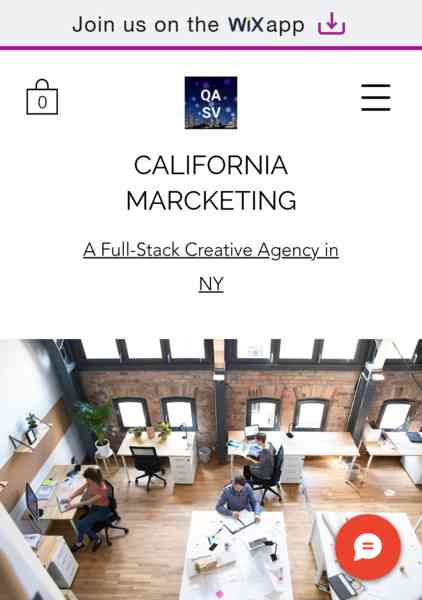 Join us on the WiX app
0
QA
SV
CALIFORNIA
MARCKETING
A Full-Stack Creative Agency in
NY